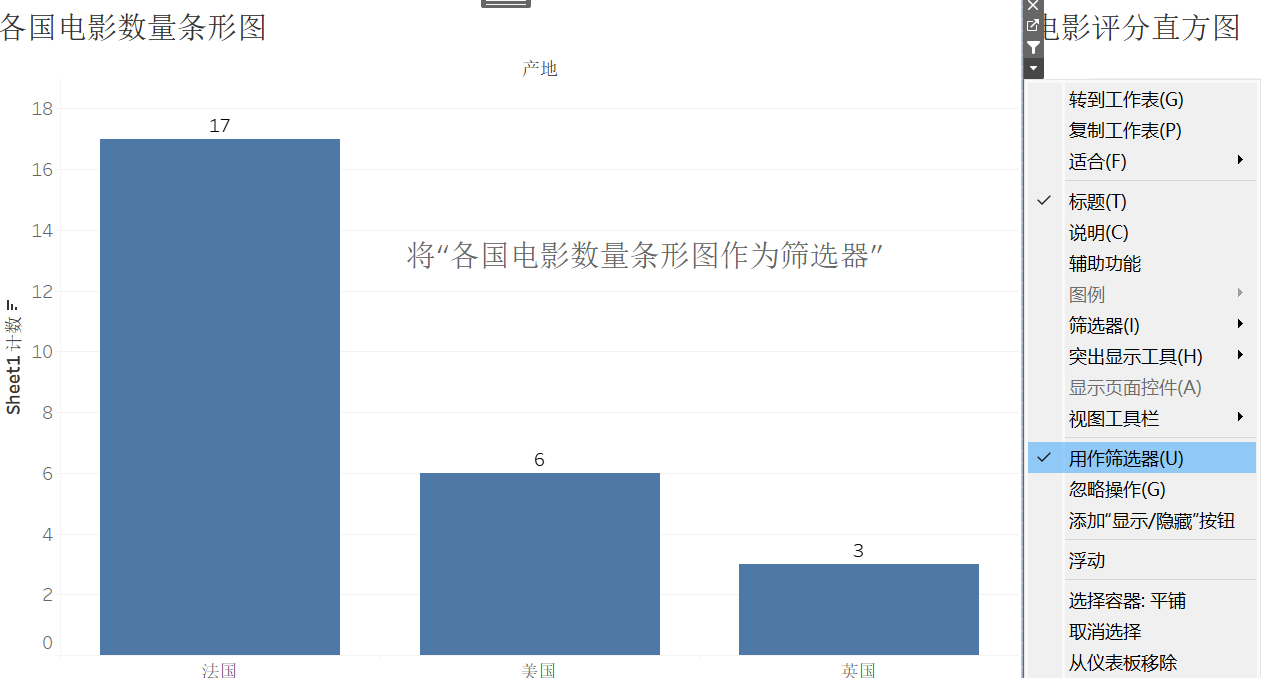 各国电影数量条形图
电影评分直方图
产地
18
16
14
12
10
8
6
4
2
0
Sheet1 计数
17
6
3
法国
美国
英国
将“各国电影数量条形图作为筛选器”
转到工作表(G)
复制工作表(P)
适合(F)
标题(T)
说明(C)
辅助功能
图例
筛选器(I)
突出显示工具(H)
显示页面控件(A)
视图工具栏
用作筛选器(U)
忽略操作(G)
添加“显示/隐藏”按钮
浮动
选择容器: 平铺
取消选择
从仪表板移除